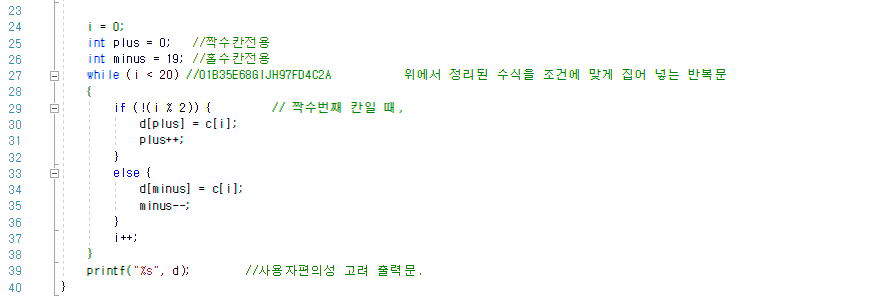 23
24 i = 0;
25 int plus = 0; //짝수칸전용
26 int minus = 19; //홀수칸전용
27 while (i < 20) //01B35E68GIJH97FD4C2A 위에서 정리된 수식을 조건에 맞게 집어 넣는 반복문
28 {
29 if (!(i % 2)) { // 짝수번째 칸일 때,
30 d[plus] = c[i];
31 plus++;
32 }
33 else {
34 d[minus] = c[i];
35 minus--;
36 }
37 i++;
38 }
39 printf("%s", d); //사용자편의성 고려 출력문.
40 }